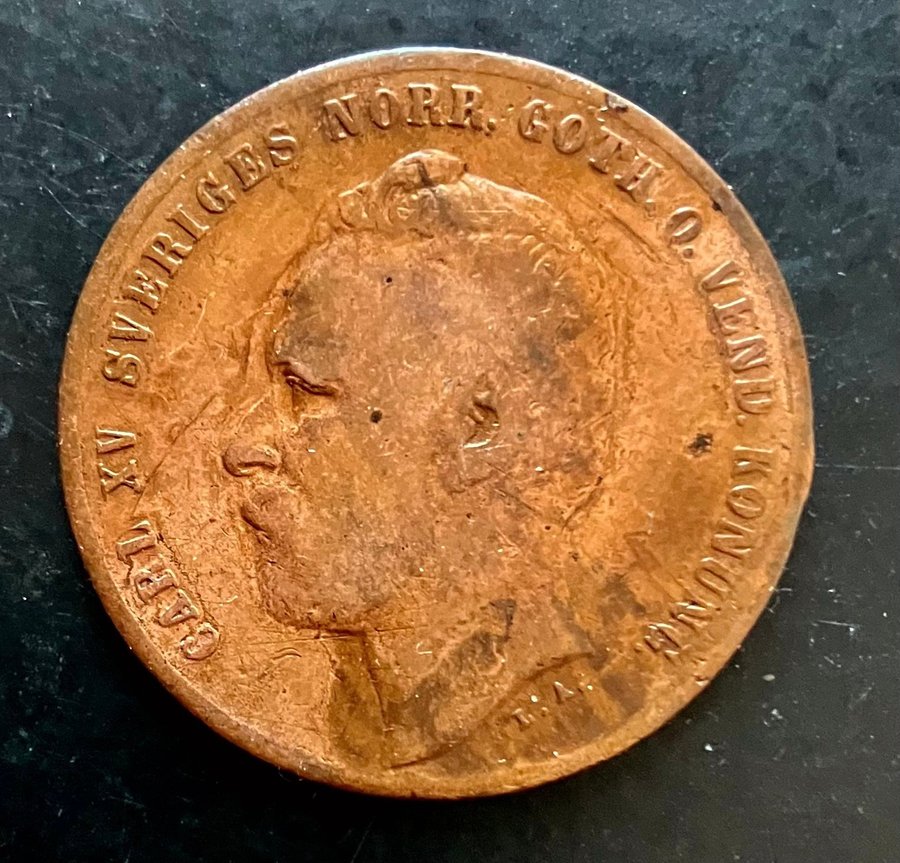 CARL XV SVERIGES NORR. GOTH. O. VEND. KONUNG.
L. A.